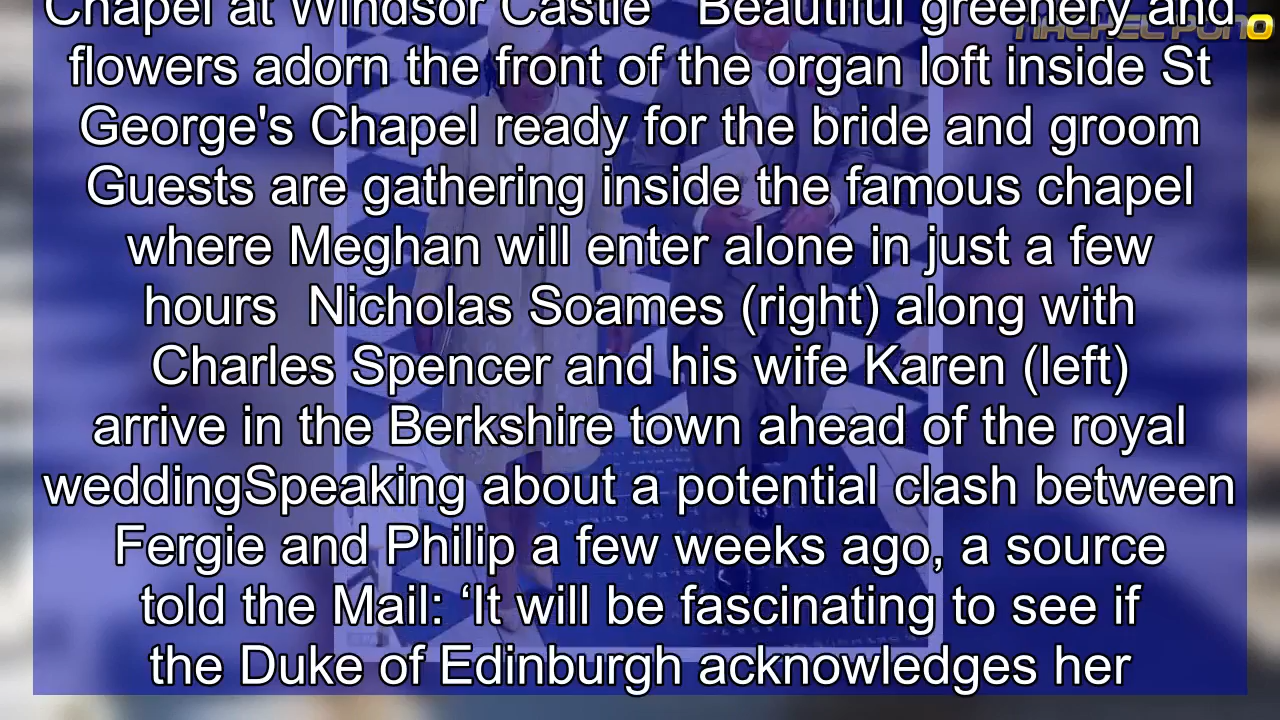 Chapel at Windsor Castle Beautiful greenery and
flowers adorn the front of the organ loft inside St
George's Chapel ready for the bride and groom
Guests are gathering inside the famous chapel
where Meghan will enter alone in just a few
hours  Nicholas Soames (right) along with
Charles Spencer and his wife Karen (left)
arrive in the Berkshire town ahead of the royal
weddingSpeaking about a potential clash between
Fergie and Philip a few weeks ago, a source
told the Mail: ‘It will be fascinating to see if
the Duke of Edinburgh acknowledges her